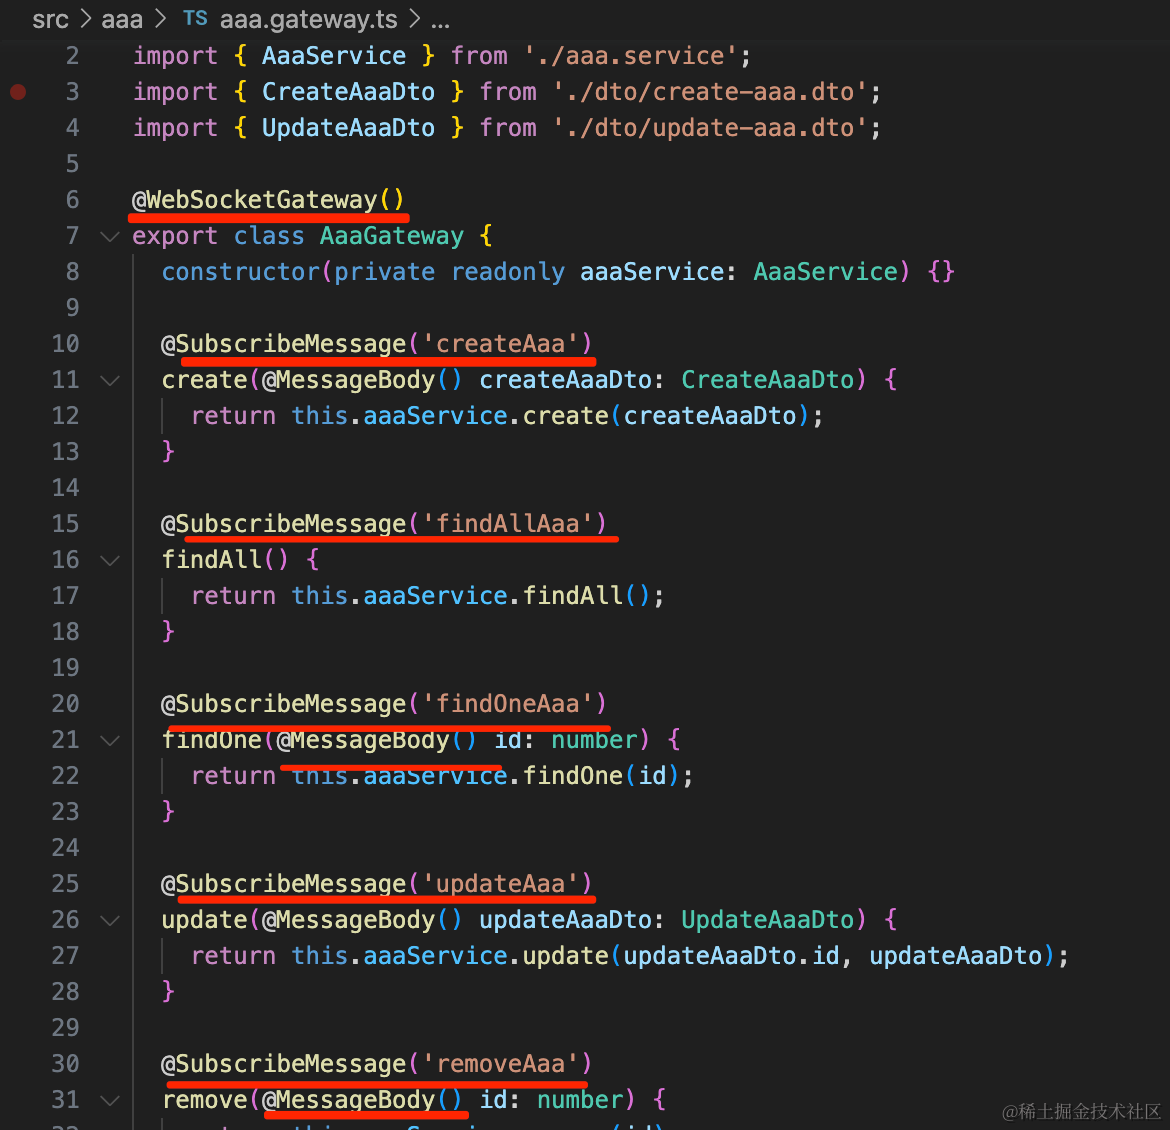 src > aaa > TS aaa.gateway.ts > ...
2 import { AaaService } from './aaa.service';
3 import { CreateAaaDto } from './dto/create-aaa.dto';
4 import { UpdateAaaDto } from './dto/update-aaa.dto';
5
6 @WebSocketGateway()
7 export class AaaGateway {
8 constructor(private readonly aaaService: AaaService) {}
9
10 @SubscribeMessage('createAaa')
11 create(@MessageBody() createAaaDto: CreateAaaDto) {
12 return this.aaaService.create(createAaaDto);
13 }
14
15 @SubscribeMessage('findAllAaa')
16 findAll() {
17 return this.aaaService.findAll();
18 }
19
20 @SubscribeMessage('findOneAaa')
21 findOne(@MessageBody() id: number) {
22 return this.aaaService.findOne(id);
23 }
24
25 @SubscribeMessage('updateAaa')
26 update(@MessageBody() updateAaaDto: UpdateAaaDto) {
27 return this.aaaService.update(updateAaaDto.id, updateAaaDto);
28 }
29
30 @SubscribeMessage('removeAaa')
31 remove(@MessageBody() id: number) {
@稀土掘金技术社区